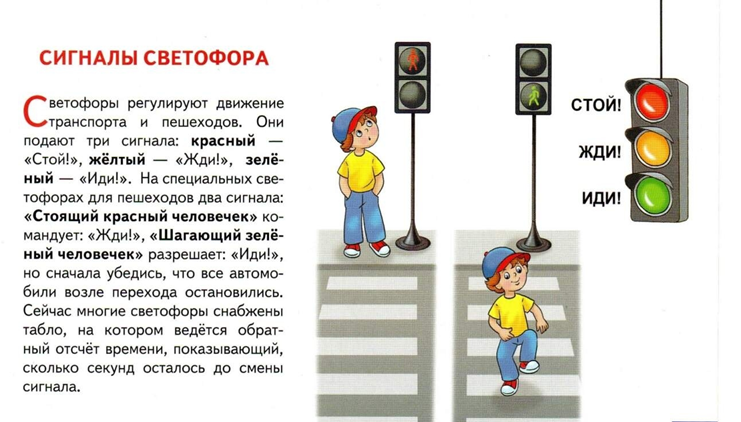 СИГНАЛЫ СВЕТОФОРА
Светофоры регулируют движение
транспорта и пешеходов. Они
подают три сигнала: красный —
«Стой!», жёлтый — «Жди!», зелё-
ный — «Иди!». На специальных све-
тофорах для пешеходов два сигнала:
«Стоящий красный человечек» ко-
мандует: «Жди!», «Шагающий зелё-
ный человечек» разрешает: «Иди!»,
но сначала убедись, что все автомо-
били возле перехода остановились.
Сейчас многие светофоры снабжены
табло, на котором ведётся обрат-
ный отсчёт времени, показывающий,
сколько секунд осталось до смены
сигнала.
СТОЙ!
ЖДИ!
ИДИ!